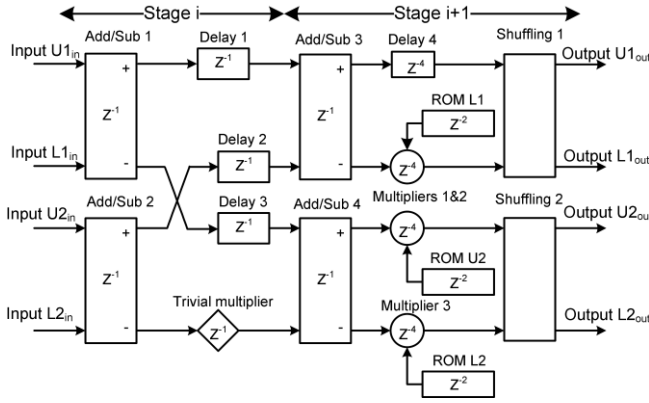 Stage i
Stage i+1
Input U1in
Add/Sub 1
Delay 1
Add/Sub 3
Delay 4
Shuffling 1
Output U1out
+
Z-1
+
Z-4
ROM L1
Z-2
Z-1
Z-1
Input L1in
Delay 2
Output L1out
-
Z-1
-
Z-4
Input U2in
Add/Sub 2
Delay 3
Add/Sub 4
Multipliers 1&2
Shuffling 2
Output U2ou
+
Z-1
+
Z-4
ROM U2
Z-2
Z-1
Z-1
Input L2in
Trivial multiplier
Multiplier 3
Output L2out
-
Z-1
-
Z-4
ROM L2
Z-2